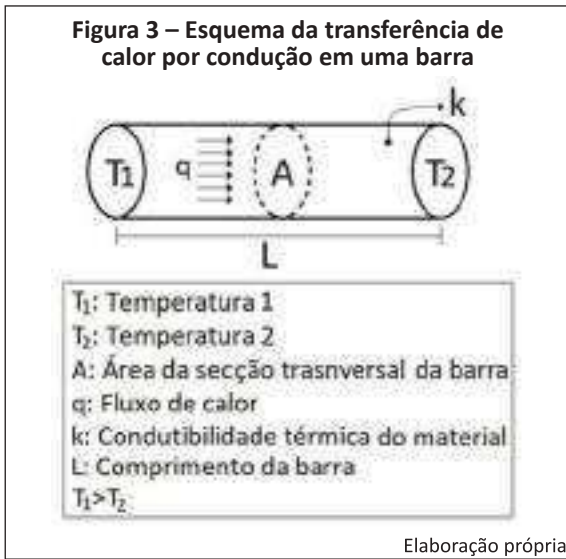 Figura 3 – Esquema da transferência de
calor por condução em uma barra
k
T₁ q A T₂
L
T₁: Temperatura 1
T₂: Temperatura 2
A: Área da secção trasnversal da barra
q: Fluxo de calor
k: Condutibilidade térmica do material
L: Comprimento da barra
T₁>T₂
Elaboração própria